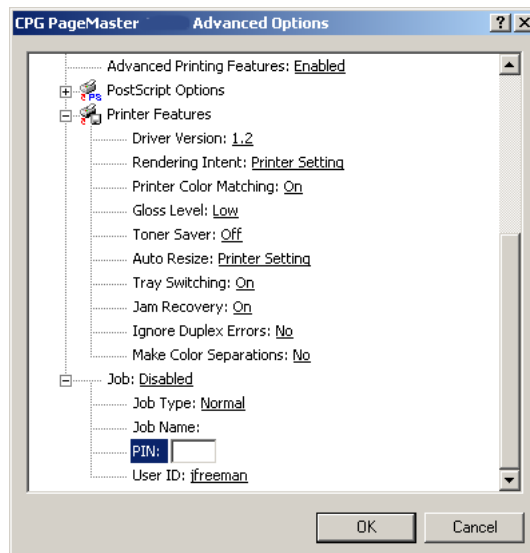 CPG PageMaster Advanced Options
Advanced Printing Features: Enabled
PostScript Options
Printer Features
Driver Version: 1.2
Rendering Intent: Printer Setting
Printer Color Matching: On
Gloss Level: Low
Toner Saver: Off
Auto Resize: Printer Setting
Tray Switching: On
Jam Recovery: On
Ignore Duplex Errors: No
Make Color Separations: No
Job: Disabled
Job Type: Normal
Job Name:
PIN:
User ID: jfreeman
OK Cancel